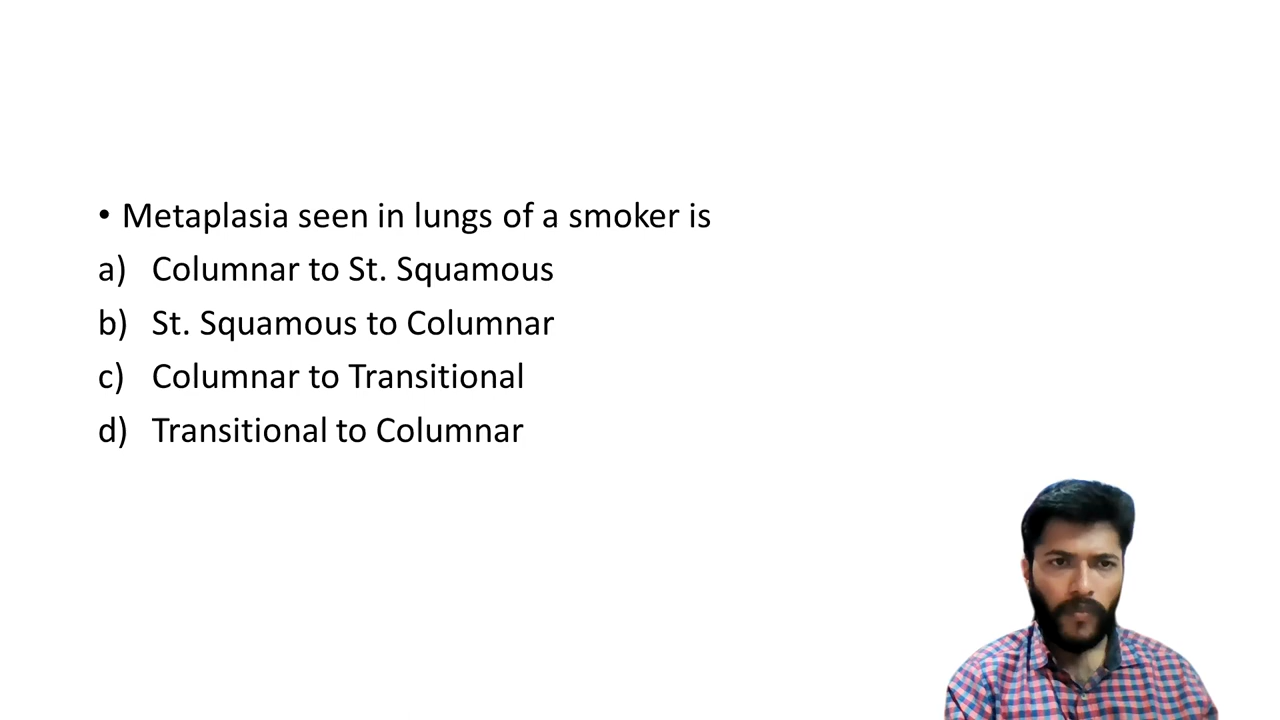 • Metaplasia seen in lungs of a smoker is
a) Columnar to St. Squamous
b) St. Squamous to Columnar
c) Columnar to Transitional
d) Transitional to Columnar